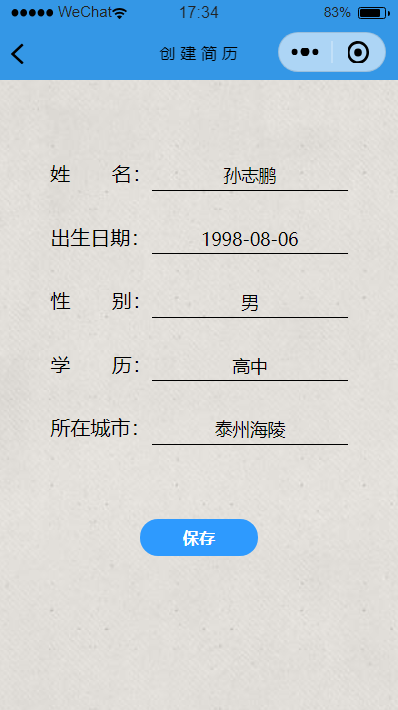 ●●●●● WeChat 17:34 83%
创建简历
姓 名： 孙志鹏
出生日期： 1998-08-06
性 别： 男
学 历： 高中
所在城市： 泰州海陵
保存